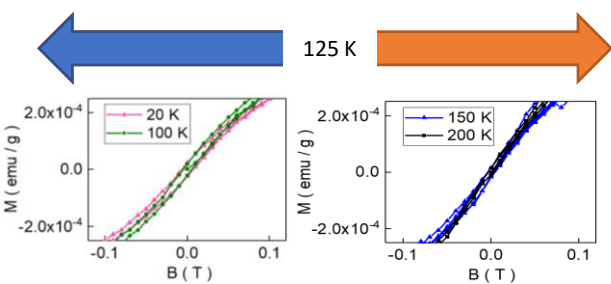 125 K
2.0x10⁻⁴
0.0
-2.0x10⁻⁴
M ( emu / g )
20 K
100 K
-0.1
0.0
0.1
B ( T )
2.0x10⁻⁴
0.0
-2.0x10⁻⁴
M ( emu / g )
150 K
200 K
-0.1
0.0
0.1
B ( T )